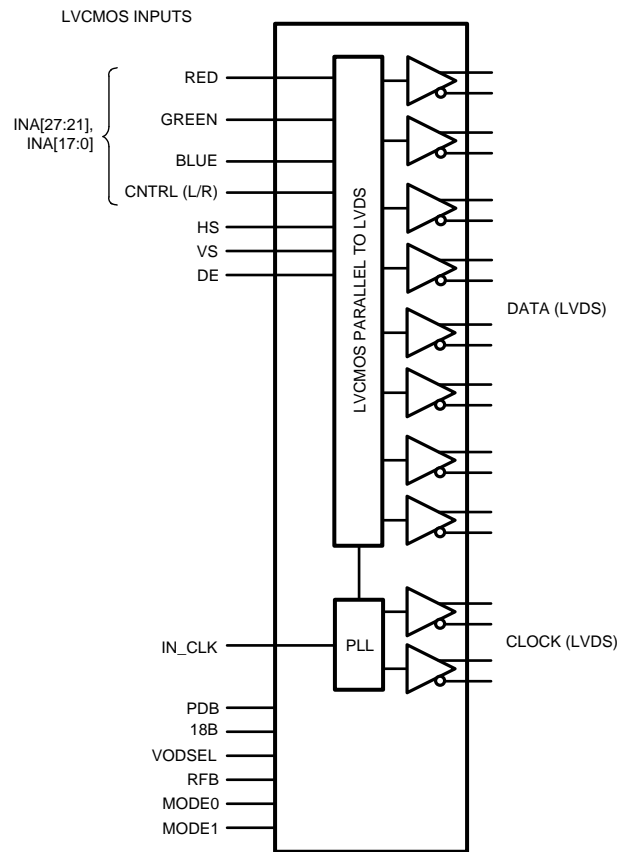 LVCMOS INPUTS
RED
GREEN
INA[27:21],
INA[17:0]
BLUE
CNTRL (L/R)
HS
VS
DE
LVCMOS PARALLEL TO LVDS
DATA (LVDS)
IN_CLK
PLL
CLOCK (LVDS)
PDB
18B
VODSEL
RFB
MODE0
MODE1